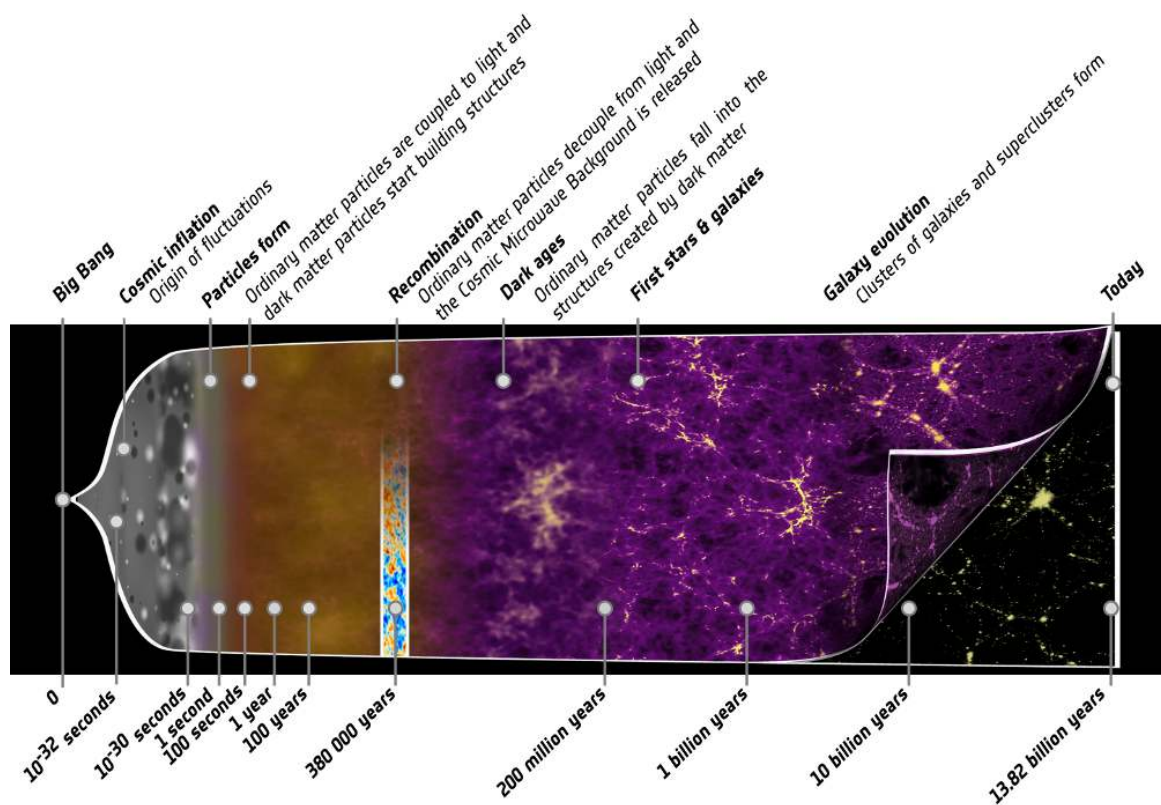 Big Bang
Cosmic inflation
Origin of fluctuations
Particles form
Ordinary matter particles are coupled to light and
dark matter particles start building structures
Recombination
Ordinary matter particles decouple from light and
the Cosmic Microwave Background is released
Dark ages
Ordinary matter particles fall into the
structures created by dark matter
First stars & galaxies
Galaxy evolution
Clusters of galaxies and superclusters form
Today
0
10⁻³² seconds
10⁻³⁰ seconds
1 second
100 seconds
1 year
100 years
380 000 years
200 million years
1 billion years
10 billion years
13.82 billion years